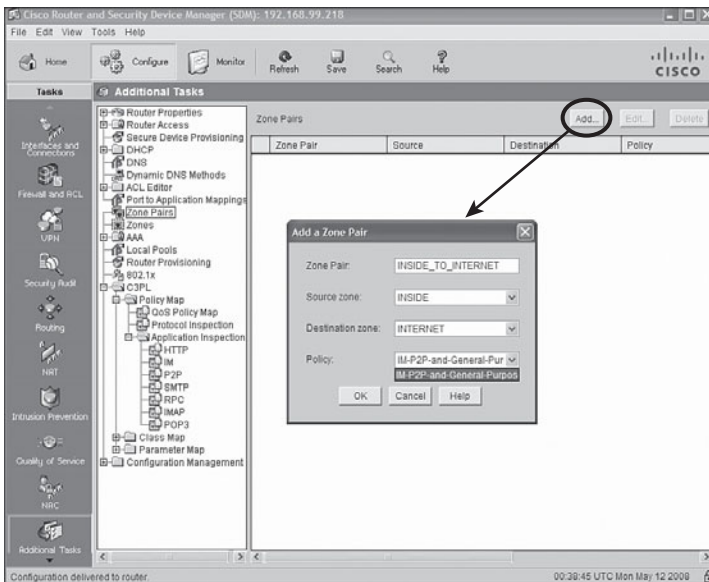 Cisco Router and Security Device Manager (SDM): 192.168.99.218
File Edit View Tools Help
Home Configure Monitor Refresh Save Search Help
CISCO
Tasks
Additional Tasks
Interfaces and Connections
Firewall and ACL
VPN
Security Audit
Routing
NAT
Intrusion Prevention
Quality of Service
NAC
Additional Tasks
Router Properties
Router Access
Secure Device Provisioning
DHCP
DNS
Dynamic DNS Methods
ACL Editor
Port to Application Mappings
Zone Pairs
Zones
AAA
Local Pools
Router Provisioning
802.1x
C3PL
Policy Map
QoS Policy Map
Protocol Inspection
Application Inspection
HTTP
IM
P2P
SMTP
RPC
IMAP
POP3
Class Map
Parameter Map
Configuration Management
Zone Pairs
Add... Edit... Delete
Zone Pair Source Destination Policy
Add a Zone Pair
Zone Pair: INSIDE_TO_INTERNET
Source zone: INSIDE
Destination zone: INTERNET
Policy: IM-P2P-and-General-Pur
IM-P2P-and-General-Purpos
OK Cancel Help
Configuration delivered to router.
00:38:45 UTC Mon May 12 2008